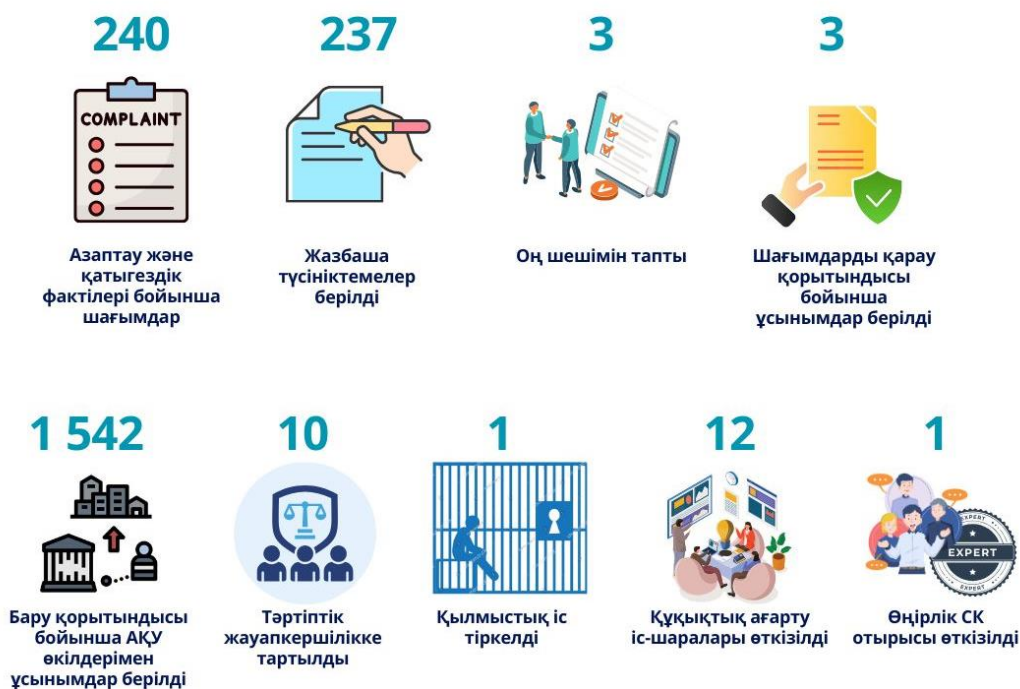 240
237
3
3
COMPLAINT
Азаптау және
қатыгездік
фактілері бойынша
шағымдар
Жазбаша
түсініктемелер
берілді
Оң шешімін тапты
Шағымдарды қарау
қорытындысы
бойынша
ұсынымдар берілді
1 542
10
1
12
1
EXPERT
EXPERT
EXPERT
Бару қорытындысы
бойынша АҚУ
өкілдерімен
ұсынымдар берілді
Тәртіптік
жауапкершілікке
тартылды
Қылмыстық іс
тіркелді
Құқықтық ағарту
іс-шаралары өткізілді
Өңірлік СК
отырысы өткізілді